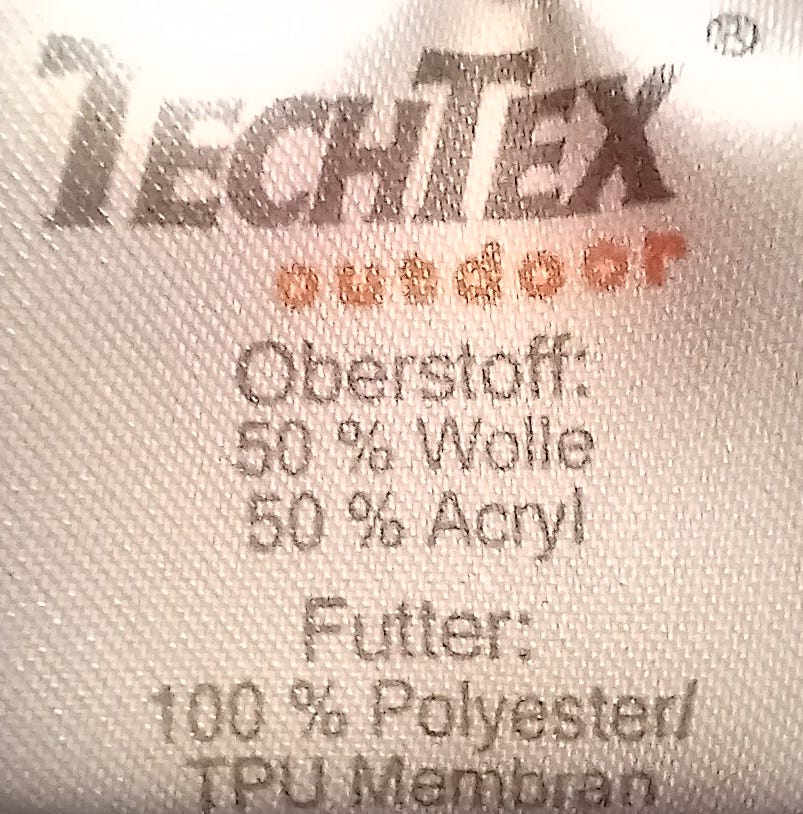 TECHTEX ®
outdoor
Oberstoff:
50 % Wolle
50 % Acryl
Futter:
100 % Polyester/
TPU Membran